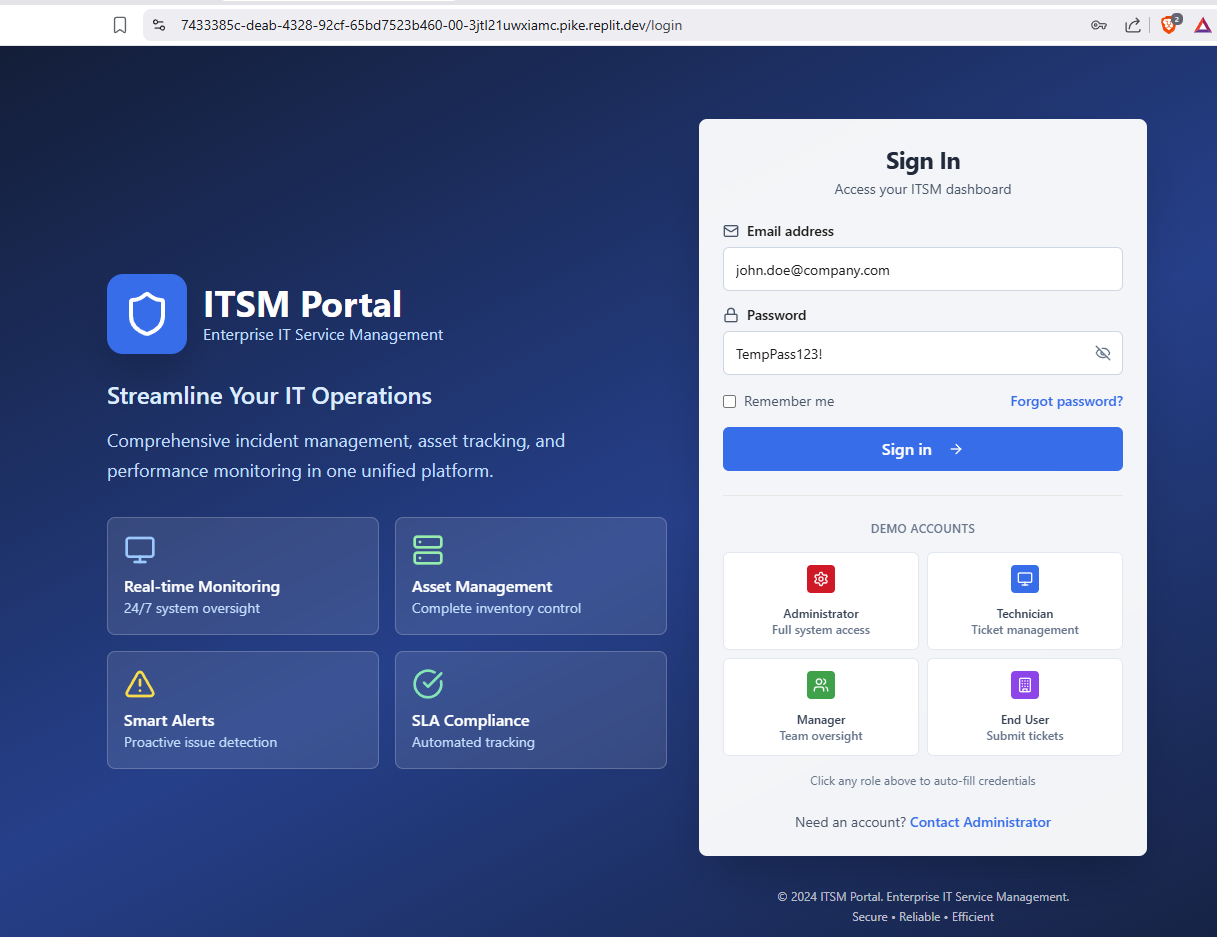 7433385c-deab-4328-92cf-65bd7523b460-00-3jtl21uwxiamc.pike.replit.dev/login
2
ITSM Portal
Enterprise IT Service Management
Streamline Your IT Operations
Comprehensive incident management, asset tracking, and
performance monitoring in one unified platform.
Real-time Monitoring
24/7 system oversight
Asset Management
Complete inventory control
Smart Alerts
Proactive issue detection
SLA Compliance
Automated tracking
Sign In
Access your ITSM dashboard
Email address
john.doe@company.com
Password
TempPass123!
Remember me
Forgot password?
Sign in
DEMO ACCOUNTS
Administrator
Full system access
Technician
Ticket management
Manager
Team oversight
End User
Submit tickets
Click any role above to auto-fill credentials
Need an account? Contact Administrator
© 2024 ITSM Portal. Enterprise IT Service Management.
Secure • Reliable • Efficient